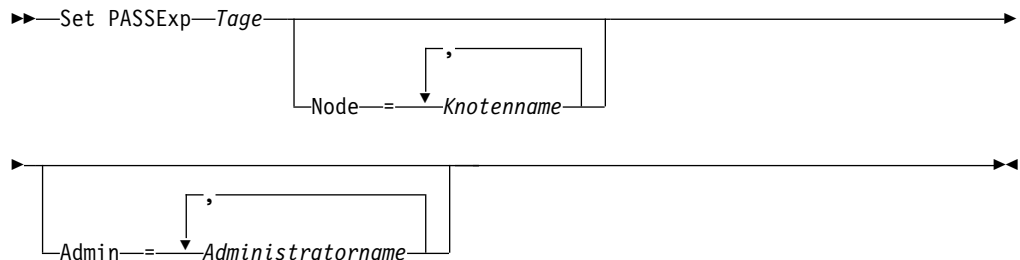 Set PASSExp Tage
,
Node = Knotenname
,
Admin = Administratorname